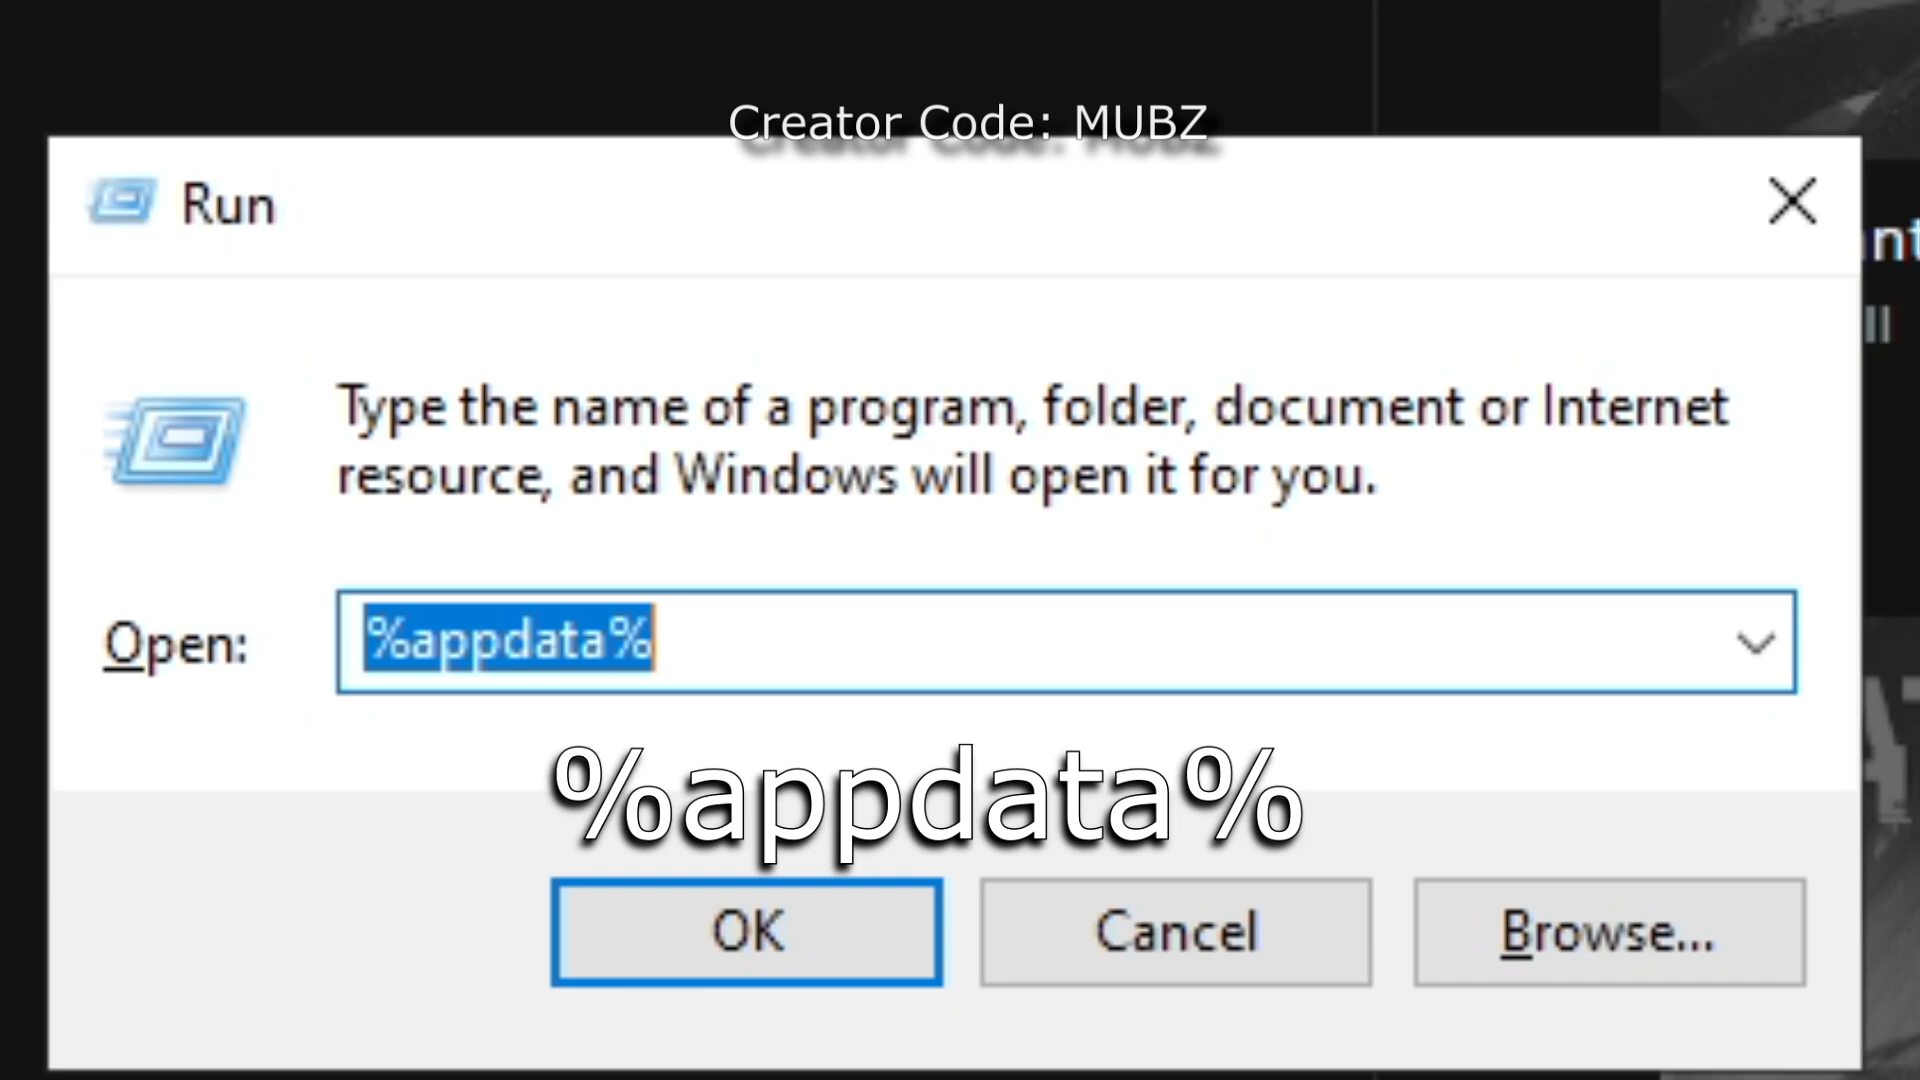 Creator Code: MUBZ
Run
Type the name of a program, folder, document or Internet
resource, and Windows will open it for you.
Open:
%appdata%
%appdata%
OK
Cancel
Browse...